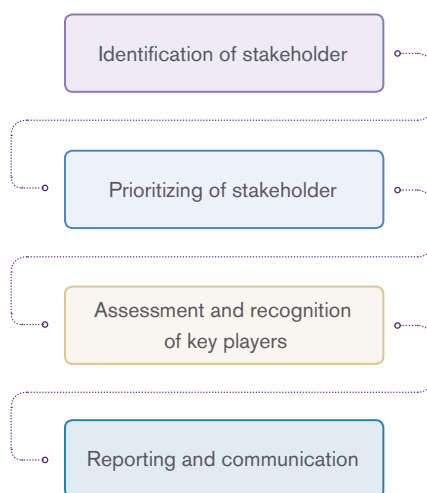 Identification of stakeholder
Prioritizing of stakeholder
Assessment and recognition
of key players
Reporting and communication